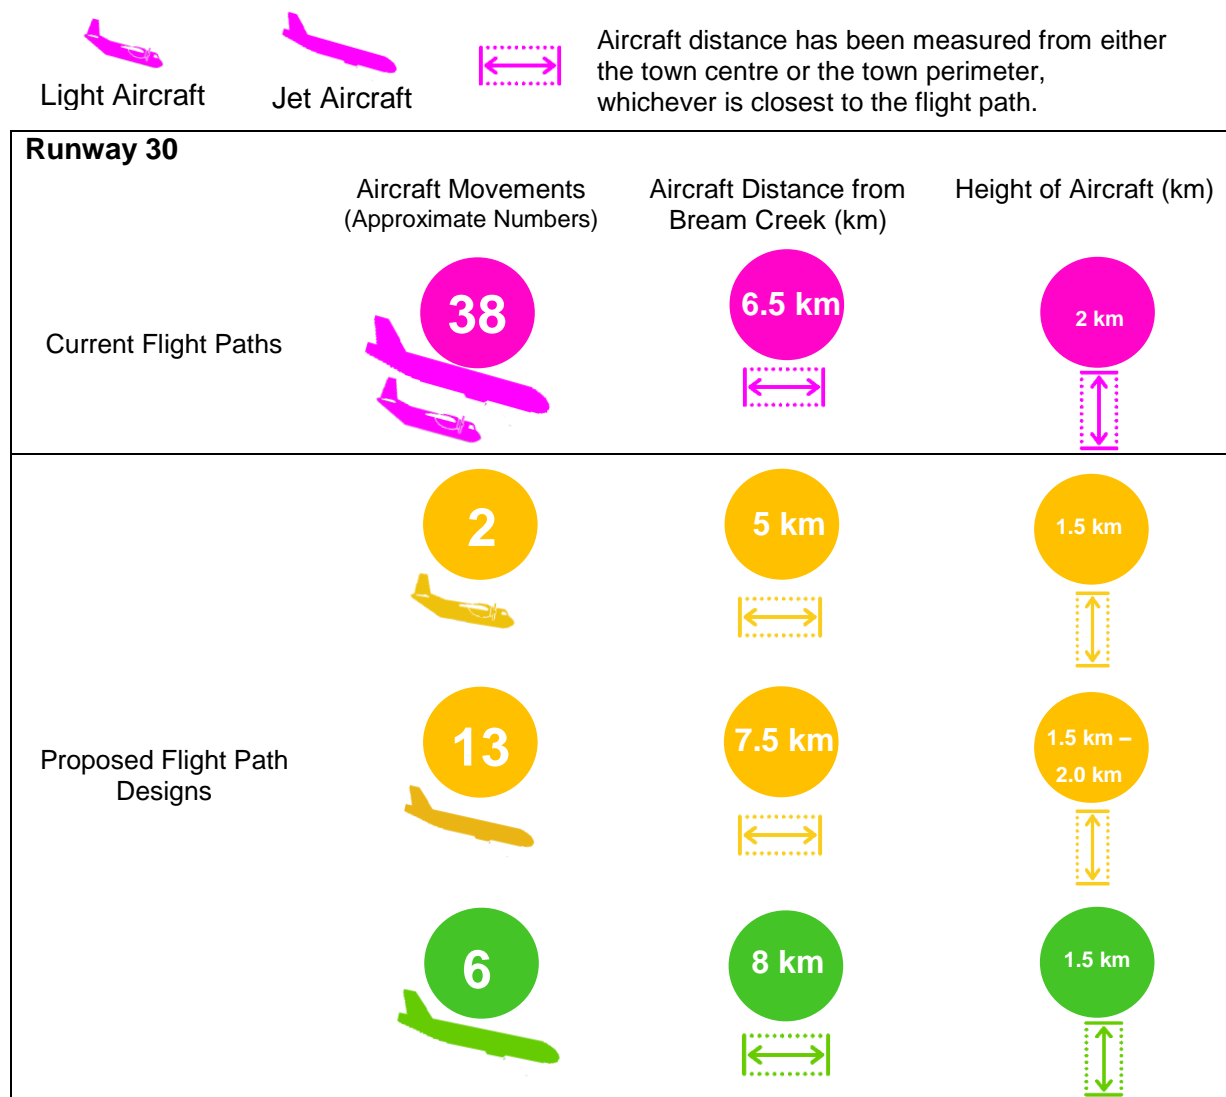 Light Aircraft
Jet Aircraft
Aircraft distance has been measured from either
the town centre or the town perimeter,
whichever is closest to the flight path.
Runway 30
Aircraft Movements
(Approximate Numbers)
Aircraft Distance from
Bream Creek (km)
Height of Aircraft (km)
Current Flight Paths
38
6.5 km
2 km
Proposed Flight Path
Designs
2
5 km
1.5 km
13
7.5 km
1.5 km –
2.0 km
6
8 km
1.5 km